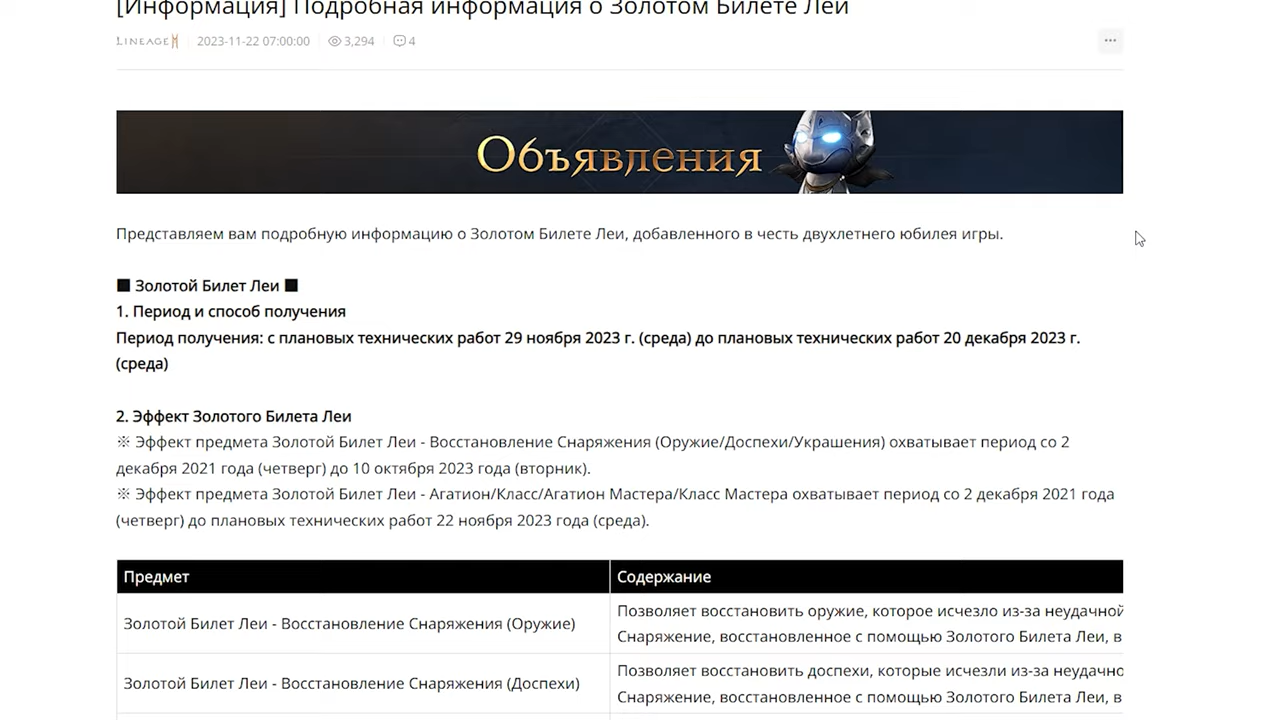 [Информация] Подробная информация о Золотом Билете Леи
LINEAGE M 2023-11-22 07:00:00 3,294 4
Объявления
Представляем вам подробную информацию о Золотом Билете Леи, добавленного в честь двухлетнего юбилея игры.
■ Золотой Билет Леи ■
1. Период и способ получения
Период получения: с плановых технических работ 29 ноября 2023 г. (среда) до плановых технических работ 20 декабря 2023 г.
(среда)
2. Эффект Золотого Билета Леи
※ Эффект предмета Золотой Билет Леи - Восстановление Снаряжения (Оружие/Доспехи/Украшения) охватывает период со 2
декабря 2021 года (четверг) до 10 октября 2023 года (вторник).
※ Эффект предмета Золотой Билет Леи - Агатион/Класс/Агатион Мастера/Класс Мастера охватывает период со 2 декабря 2021 года
(четверг) до плановых технических работ 22 ноября 2023 года (среда).
Предмет Содержание
Золотой Билет Леи - Восстановление Снаряжения (Оружие)
Позволяет восстановить оружие, которое исчезло из-за неудачной
Снаряжение, восстановленное с помощью Золотого Билета Леи, в
Золотой Билет Леи - Восстановление Снаряжения (Доспехи)
Позволяет восстановить доспехи, которые исчезли из-за неудачно
Снаряжение, восстановленное с помощью Золотого Билета Леи, в